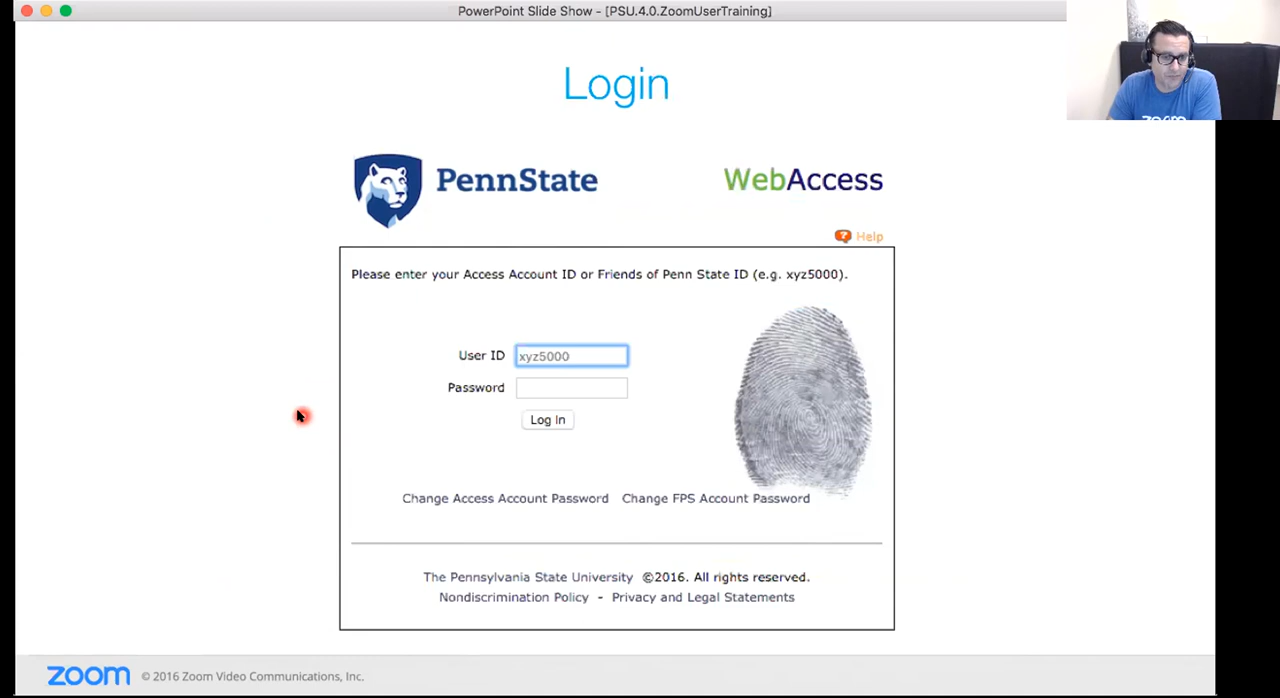 PowerPoint Slide Show - [PSU.4.0.ZoomUserTraining]
Login
PennState
WebAccess
? Help
Please enter your Access Account ID or Friends of Penn State ID (e.g. xyz5000).
User ID xyz5000
Password
Log In
Change Access Account Password Change FPS Account Password
The Pennsylvania State University ©2016. All rights reserved.
Nondiscrimination Policy - Privacy and Legal Statements
zoom © 2016 Zoom Video Communications, Inc.
zoom